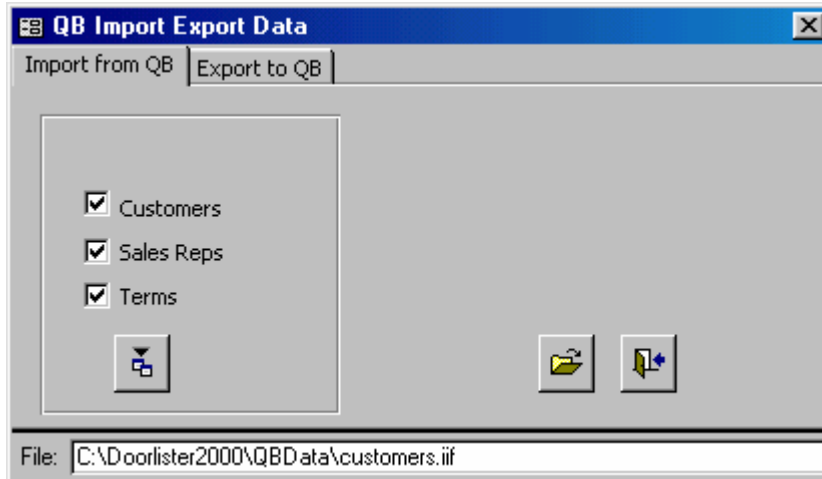 QB Import Export Data
Import from QB Export to QB
Customers
Sales Reps
Terms
File: C:\Doorlister2000\QBData\customers.iif